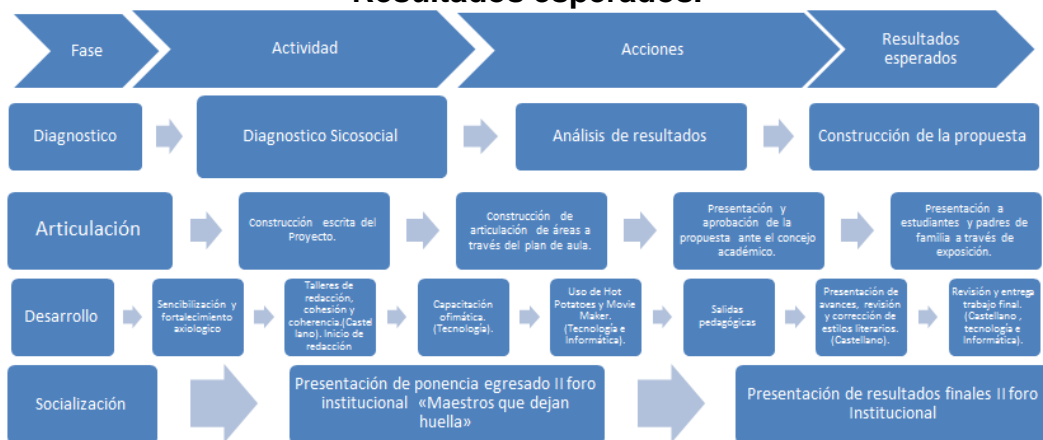 Resultados esperados.
Fase
Actividad
Acciones
Resultados
esperados
Diagnostico
Diagnostico Sicosocial
Análisis de resultados
Construcción de la propuesta
Articulación
Construcción escrita del
Proyecto.
Construcción de
articulación de áreas a
través del plan de aula.
Presentación y
aprobación de la
propuesta ante el concejo
académico.
Presentación a
estudiantes y padres de
familia a través de
exposición.
Desarrollo
Sencibilización y
fortalecimiento
axiologico
Talleres de
redacción,
cohesión y
coherencia.(Castel
lano). Inicio de
redacción
Capacitación
ofimática.
(Tecnología).
Uso de Hot
Potatoes y Movie
Maker.
(Tecnología e
Informática).
Salidas
pedagógicas
Presentación de
avances, revisión
y corrección de
estilos literarios.
(Castellano).
Revisión y entrega
trabajo final.
(Castellano ,
tecnología e
Informática).
Socialización
Presentación de ponencia egresado II foro
institucional «Maestros que dejan
huella»
Presentación de resultados finales II foro
Institucional